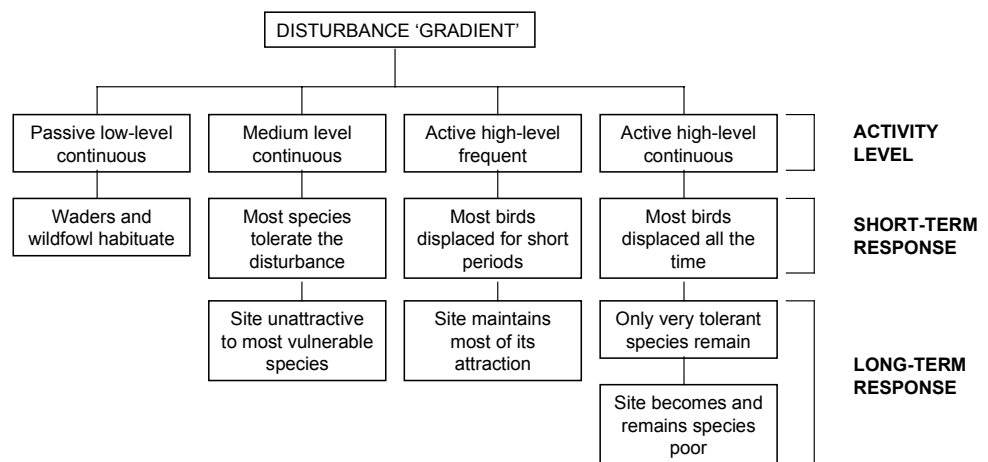 DISTURBANCE 'GRADIENT'
Passive low-level
continuous
Medium level
continuous
Active high-level
frequent
Active high-level
continuous
ACTIVITY
LEVEL
Waders and
wildfowl habituate
Most species
tolerate the
disturbance
Most birds
displaced for short
periods
Most birds
displaced all the
time
SHORT-TERM
RESPONSE
Site unattractive
to most vulnerable
species
Site maintains
most of its
attraction
Only very tolerant
species remain
Site becomes and
remains species
poor
LONG-TERM
RESPONSE